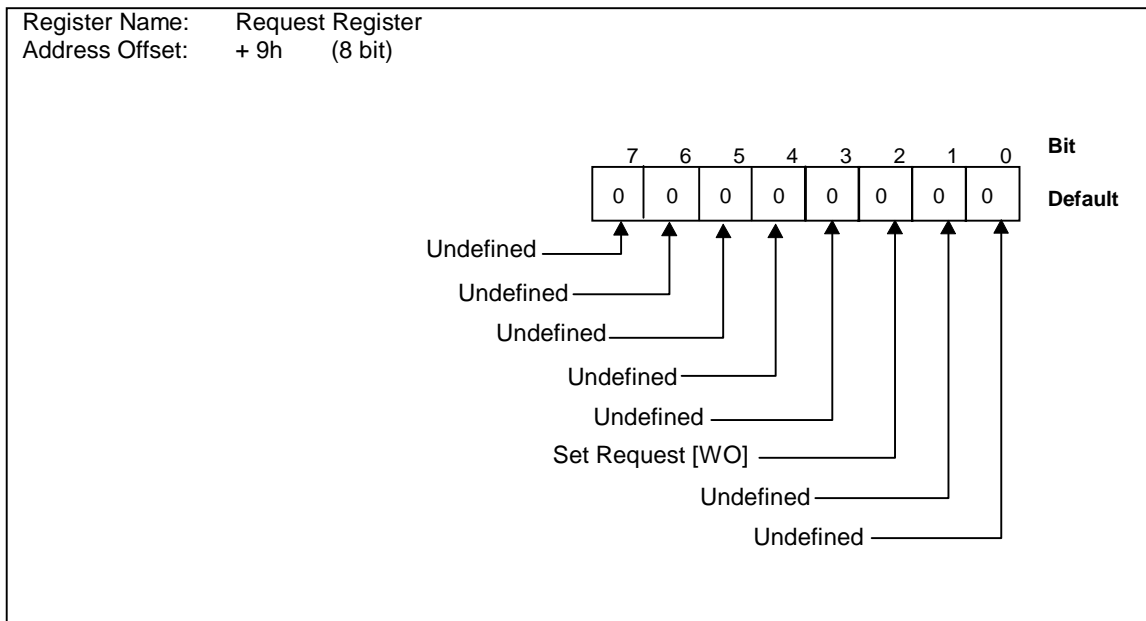 Register Name: Request Register
Address Offset: + 9h (8 bit)
7 6 5 4 3 2 1 0 Bit
0 0 0 0 0 0 0 0 Default
Undefined
Undefined
Undefined
Undefined
Undefined
Set Request [WO]
Undefined
Undefined